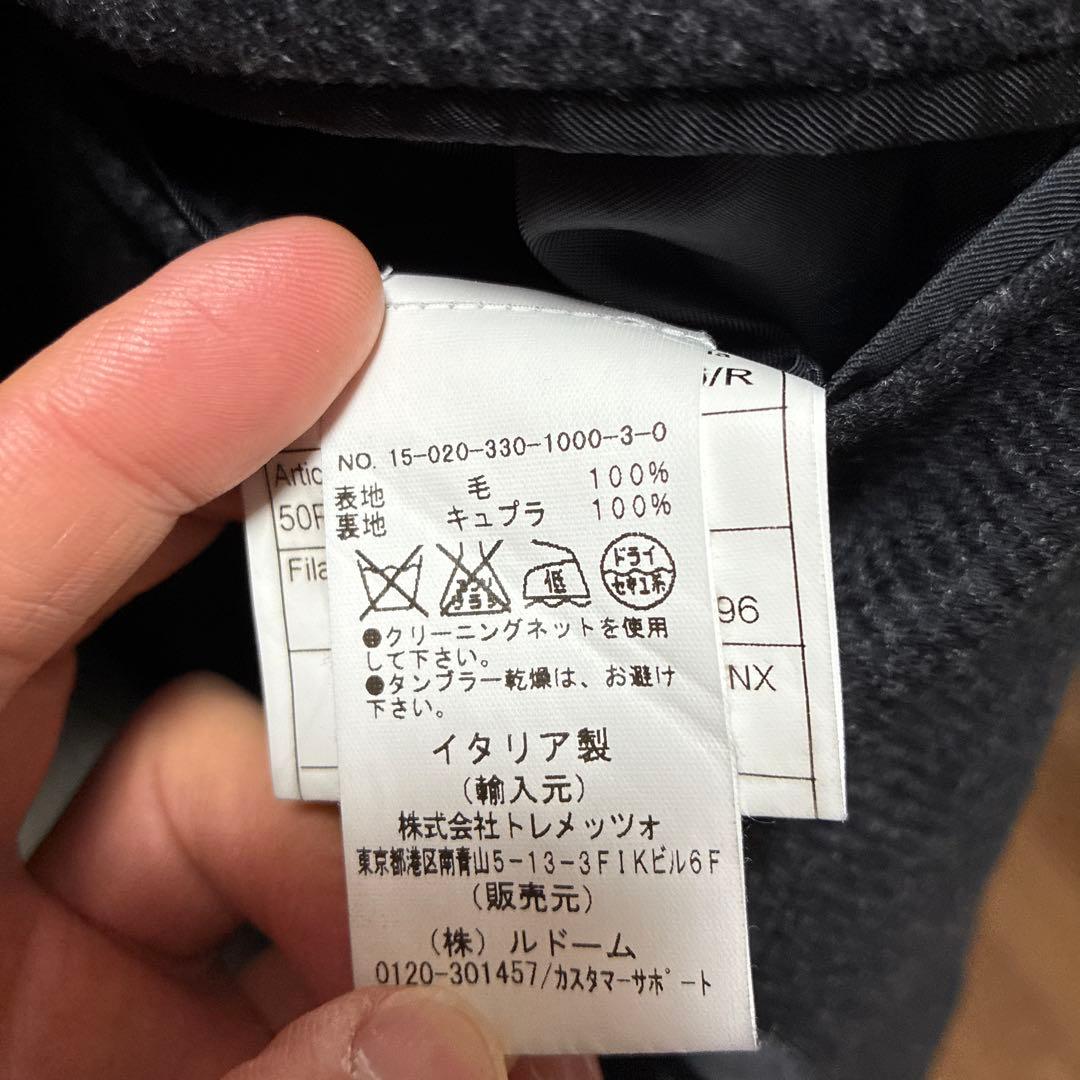 NO. 15-020-330-1000-3-0
表地 毛 100%
裏地 キュプラ 100%
エンソ
サラシ
低
ドライ
セキユ系
●クリーニングネットを使用
して下さい。
●タンブラー乾燥は、お避け
下さい。
イタリア製
(輸入元)
株式会社トレメッツォ
東京都港区南青山5-13-3FIKビル6F
(販売元)
(株) ルドーム
0120-301457/カスタマーサポート
/R
Artic
50R
Fila
96
NX